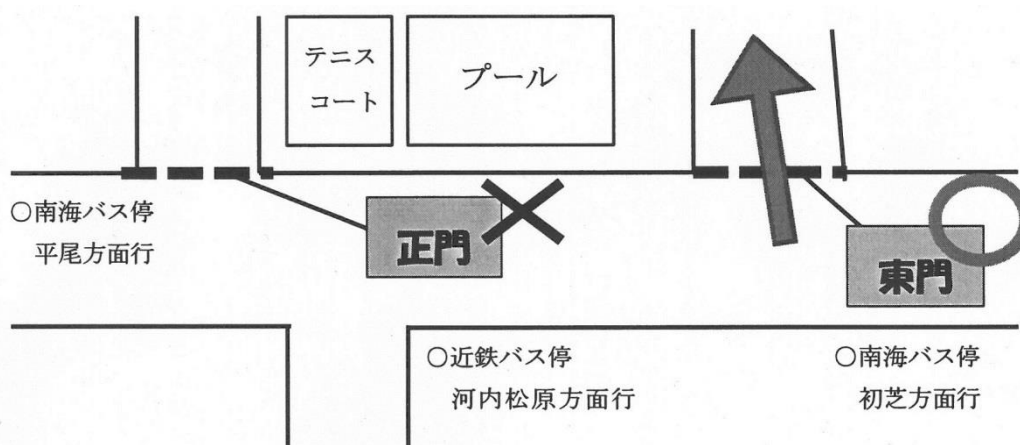 テニス
コート
プール
○南海バス停
平尾方面行
正門
東門
○近鉄バス停
河内松原方面行
○南海バス停
初芝方面行